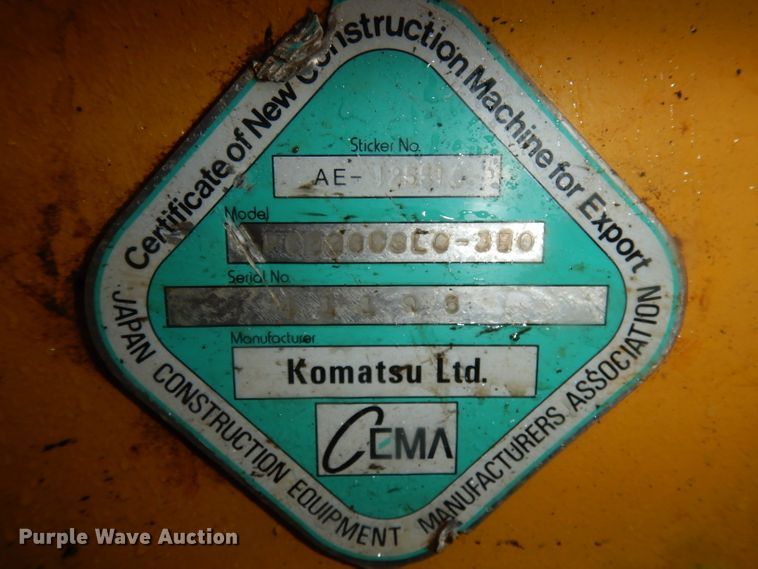 Certificate of New Construction Machine for Export
Sticker No.
AE-
Model
Serial No.
Manufacturer
Komatsu Ltd.
CEMA
JAPAN CONSTRUCTION EQUIPMENT MANUFACTURERS ASSOCIATION
Purple Wave Auction®